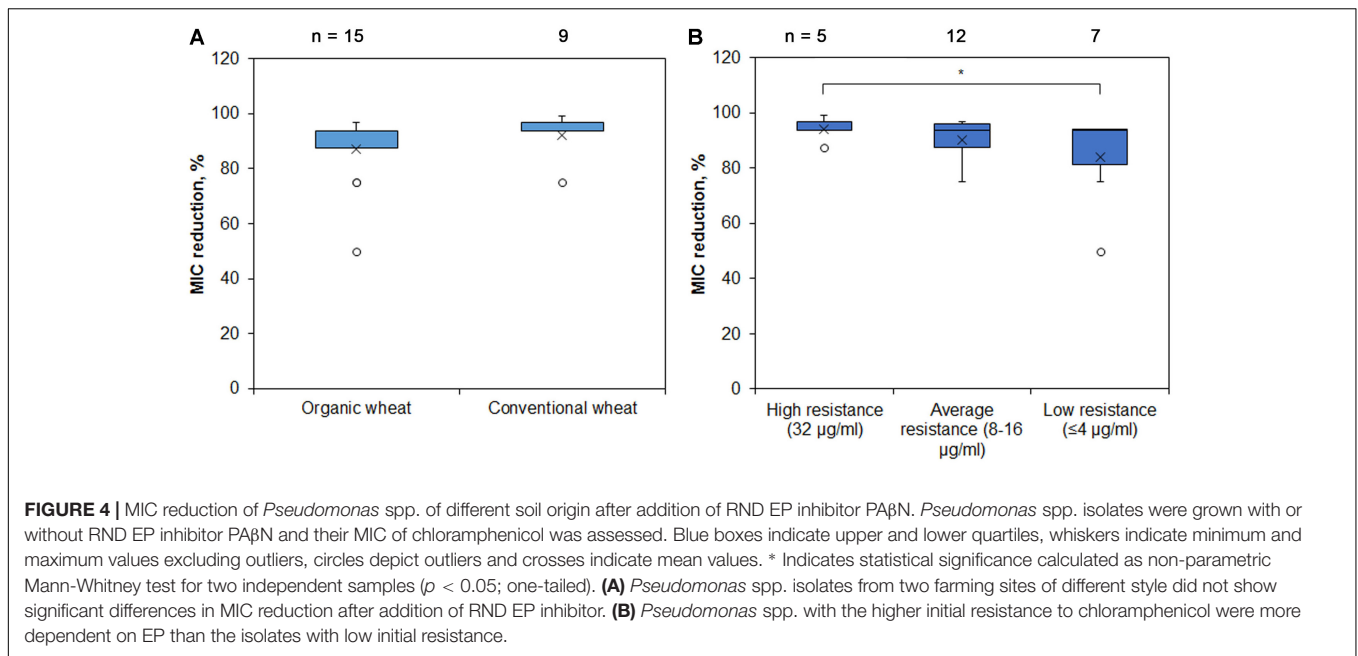 A
n = 15
9
MIC reduction, %
120
100
80
60
40
20
0
Organic wheat
Conventional wheat
B
n = 5
12
7
*
MIC reduction, %
120
100
80
60
40
20
0
High resistance
(32 µg/ml)
Average
resistance (8-16
µg/ml)
Low resistance
(≤4 µg/ml)
FIGURE 4 | MIC reduction of Pseudomonas spp. of different soil origin after addition of RND EP inhibitor PAβN. Pseudomonas spp. isolates were grown with or
without RND EP inhibitor PAβN and their MIC of chloramphenicol was assessed. Blue boxes indicate upper and lower quartiles, whiskers indicate minimum and
maximum values excluding outliers, circles depict outliers and crosses indicate mean values. * Indicates statistical significance calculated as non-parametric
Mann-Whitney test for two independent samples (p < 0.05; one-tailed). (A) Pseudomonas spp. isolates from two farming sites of different style did not show
significant differences in MIC reduction after addition of RND EP inhibitor. (B) Pseudomonas spp. with the higher initial resistance to chloramphenicol were more
dependent on EP than the isolates with low initial resistance.